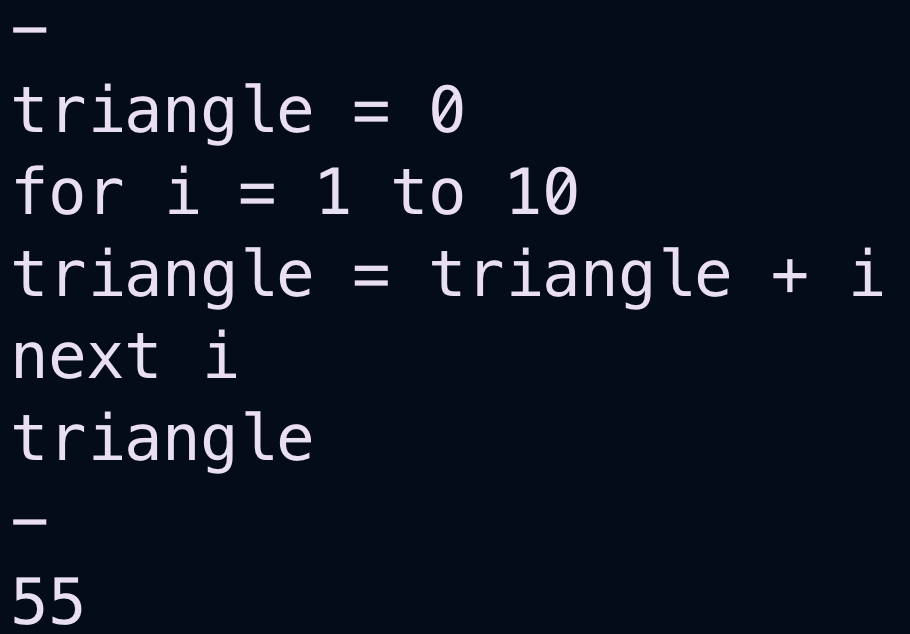 –
triangle = 0
for i = 1 to 10
triangle = triangle + i
next i
triangle
–
55